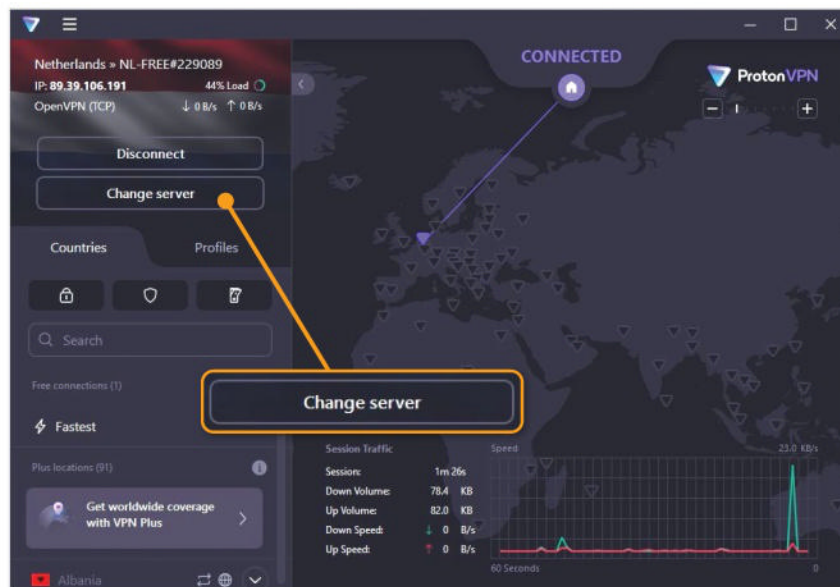 Netherlands » NL-FREE#229089
IP: 89.39.106.191 44% Load
OpenVPN (TCP) ↓ 0 B/s ↑ 0 B/s
Disconnect
Change server
Countries Profiles
Search
Free connections (1)
Fastest
Plus locations (91)
Get worldwide coverage
with VPN Plus
Albania
CONNECTED
ProtonVPN
Change server
Session Traffic
Session: 1m 26s
Down Volume: 78.4 KB
Up Volume: 82.0 KB
Down Speed: ↓ 0 B/s
Up Speed: ↑ 0 B/s
Speed 23.0 KB/s
60 Seconds 0